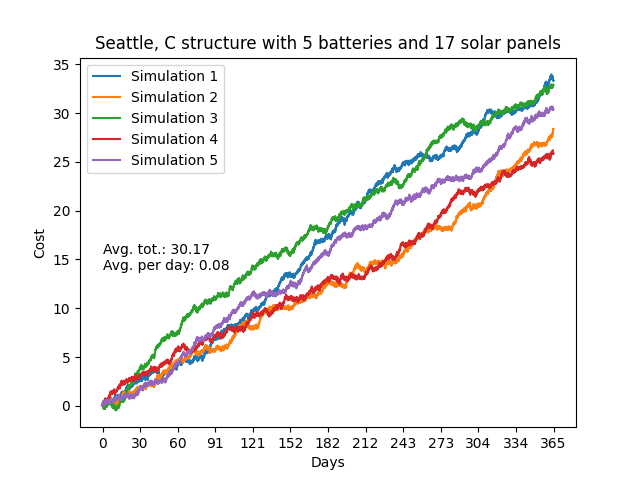 Seattle, C structure with 5 batteries and 17 solar panels
Simulation 1
Simulation 2
Simulation 3
Simulation 4
Simulation 5
Avg. tot.: 30.17
Avg. per day: 0.08
Cost
35
30
25
20
15
10
5
0
0 30 60 91 121 152 182 212 243 273 304 334 365
Days